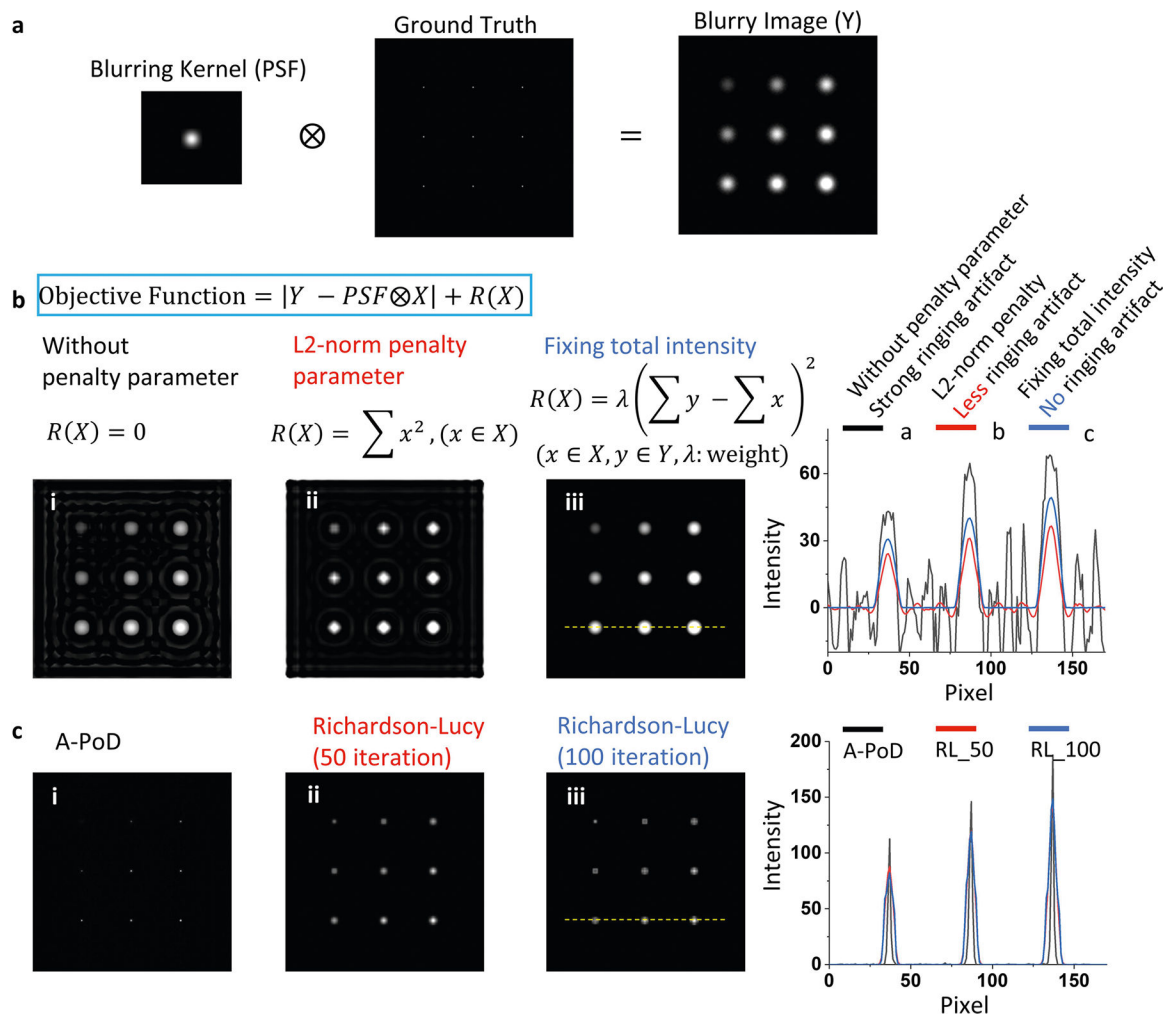 a
Blurring Kernel (PSF)
Ground Truth
Blurry Image (Y)
⊗
=
b
Objective Function = |Y − PSF⊗X| + R(X)
Without
penalty parameter
R(X) = 0
L2-norm penalty
parameter
R(X) = ∑ x² , (x ∈ X)
Fixing total intensity
R(X) = λ(∑ y − ∑ x)²
(x ∈ X, y ∈ Y, λ: weight)
i
ii
iii
Without penalty parameter
Strong ringing artifact
L2-norm penalty
Less ringing artifact
Fixing total intensity
No ringing artifact
a b c
Intensity
60
30
0
0 50 100 150
Pixel
c
A-PoD
Richardson-Lucy
(50 iteration)
Richardson-Lucy
(100 iteration)
i
ii
iii
A-PoD RL_50 RL_100
Intensity
200
150
100
50
0
0 50 100 150
Pixel